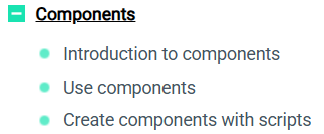 Components
Introduction to components
Use components
Create components with scripts